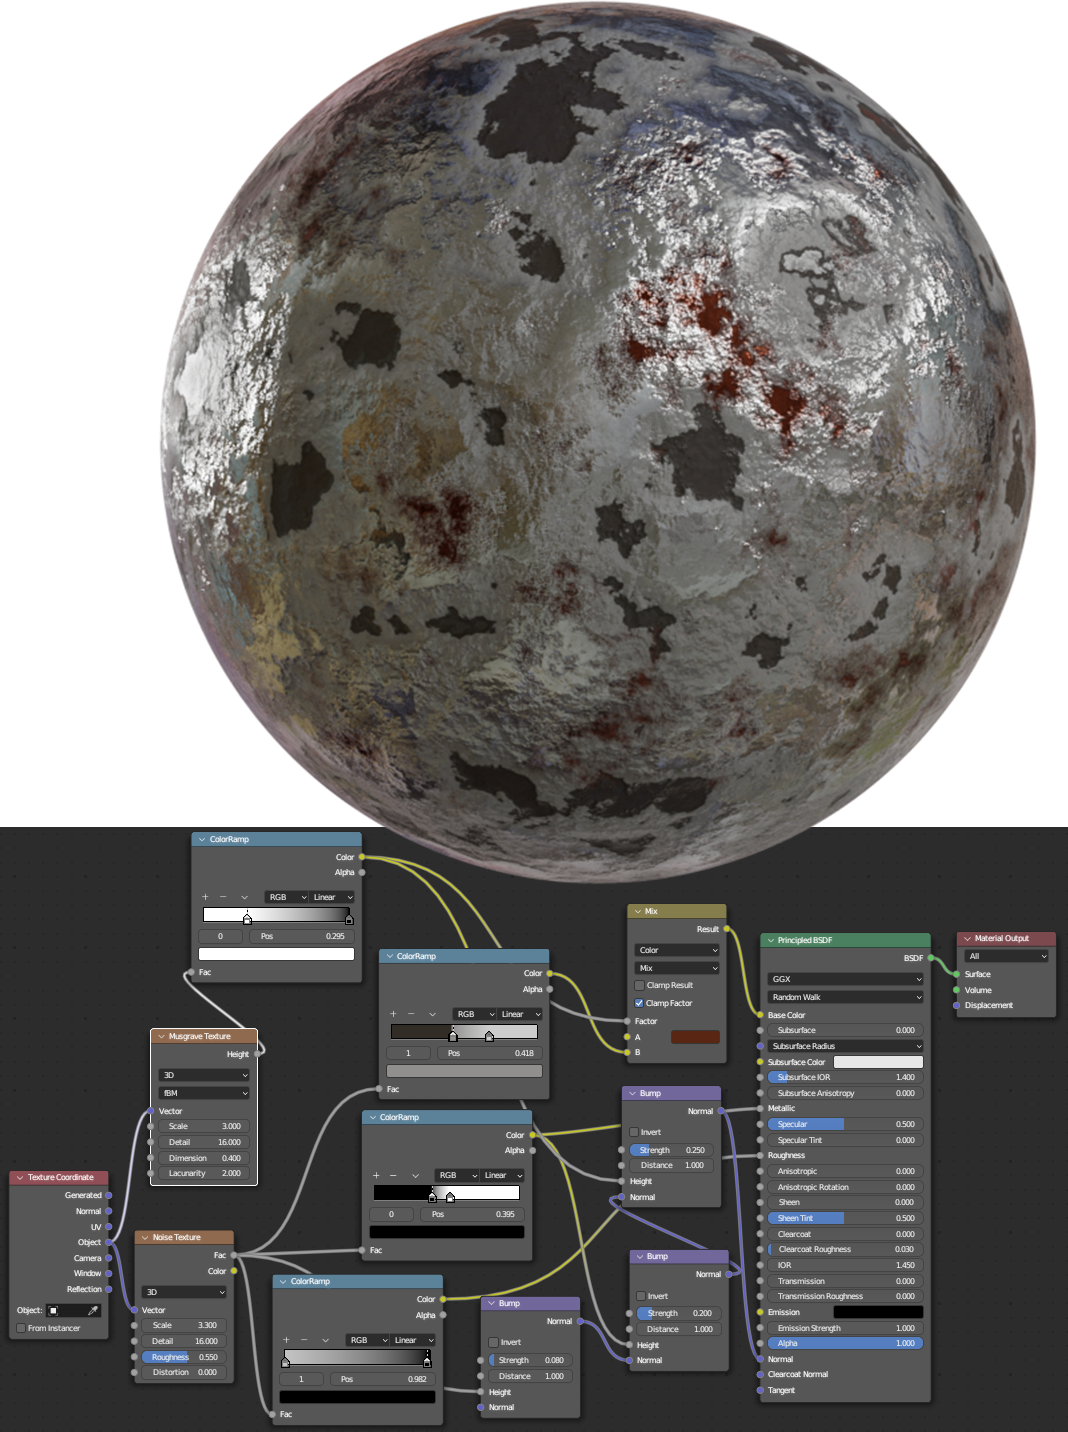 ColorRamp
Color
Alpha
+ − RGB Linear
0 Pos 0.295
Fac
ColorRamp
Color
Alpha
+ − RGB Linear
1 Pos 0.418
Fac
Mix
Result
Color
Mix
Clamp Result
Clamp Factor
Factor
A
B
Principled BSDF
BSDF
GGX
Random Walk
Base Color
Subsurface 0.000
Subsurface Radius
Subsurface Color
Subsurface IOR 1.400
Subsurface Anisotropy 0.000
Metallic
Specular 0.500
Specular Tint 0.000
Roughness
Anisotropic 0.000
Anisotropic Rotation 0.000
Sheen 0.000
Sheen Tint 0.500
Clearcoat 0.000
Clearcoat Roughness 0.030
IOR 1.450
Transmission 0.000
Transmission Roughness 0.000
Emission
Emission Strength 1.000
Alpha 1.000
Normal
Clearcoat Normal
Tangent
Material Output
All
Surface
Volume
Displacement
Musgrave Texture
Height
3D
fBM
Vector
Scale 3.000
Detail 16.000
Dimension 0.400
Lacunarity 2.000
ColorRamp
Color
Alpha
+ − RGB Linear
0 Pos 0.395
Fac
Bump
Normal
Invert
Strength 0.250
Distance 1.000
Height
Normal
Texture Coordinate
Generated
Normal
UV
Object
Camera
Window
Reflection
Object:
From Instancer
Noise Texture
Fac
Color
3D
Vector
Scale 3.300
Detail 16.000
Roughness 0.550
Distortion 0.000
ColorRamp
Color
Alpha
+ − RGB Linear
1 Pos 0.982
Fac
Bump
Normal
Invert
Strength 0.080
Distance 1.000
Height
Normal
Bump
Normal
Invert
Strength 0.200
Distance 1.000
Height
Normal